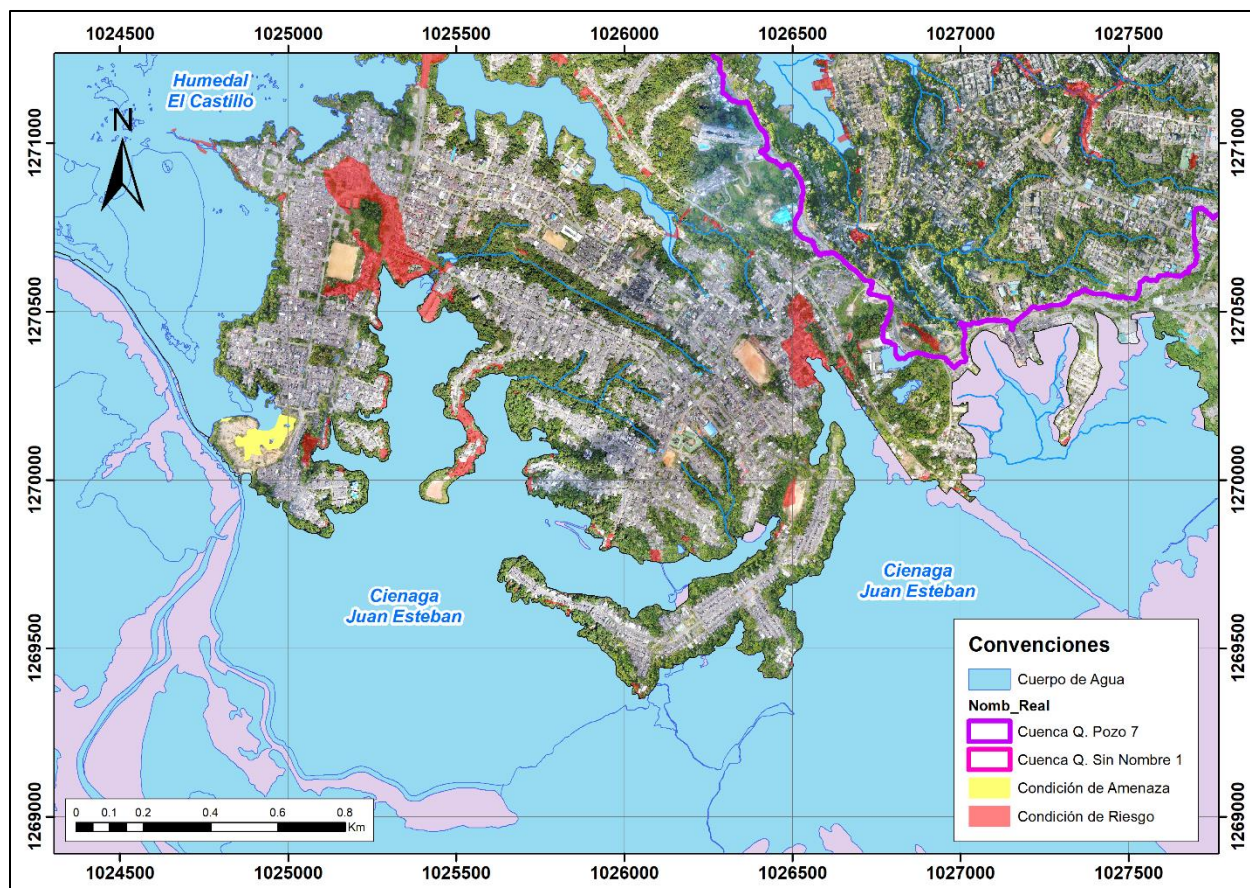 1024500 1025000 1025500 1026000 1026500 1027000 1027500
Humedal
El Castillo
N
1271000
1271000
1270500
1270500
1270000
1270000
Cienaga
Juan Esteban
Cienaga
Juan Esteban
1269500
1269500
1269000
1269000
Convenciones
Cuerpo de Agua
Nomb_Real
Cuenca Q. Pozo 7
Cuenca Q. Sin Nombre 1
Condición de Amenaza
Condición de Riesgo
0 0.1 0.2 0.4 0.6 0.8
Km
1024500 1025000 1025500 1026000 1026500 1027000 1027500